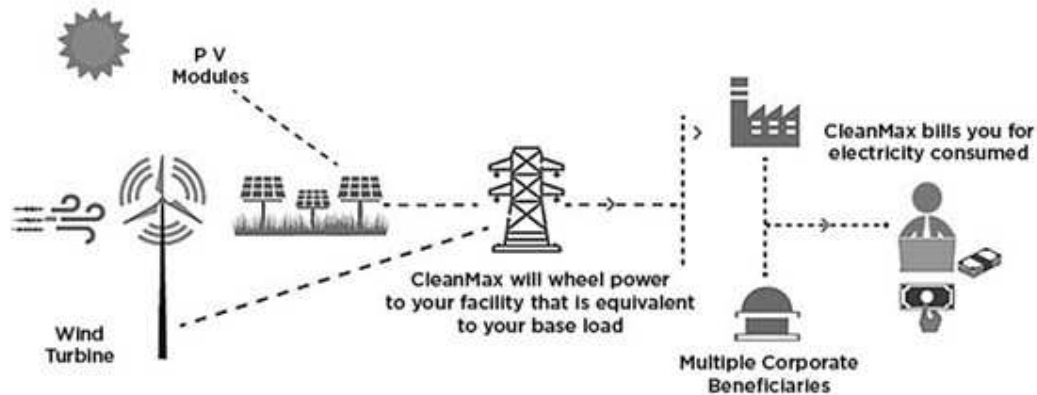 P V
Modules
CleanMax bills you for
electricity consumed
CleanMax will wheel power
to your facility that is equivalent
to your base load
Wind
Turbine
Multiple Corporate
Beneficiaries